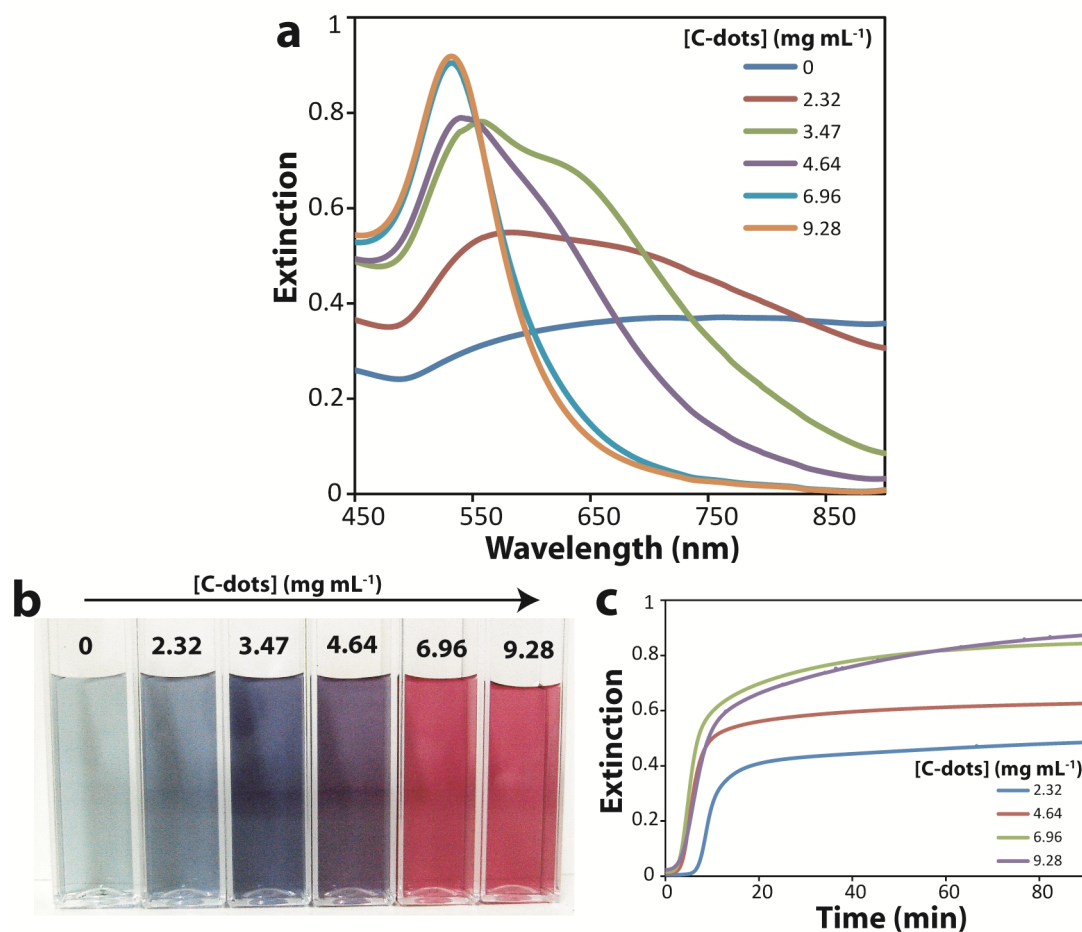 a
[C-dots] (mg mL⁻¹)
0
2.32
3.47
4.64
6.96
9.28
1
0.8
0.6
0.4
0.2
0
Extinction
450 550 650 750 850
Wavelength (nm)
b
[C-dots] (mg mL⁻¹)
0 2.32 3.47 4.64 6.96 9.28
c
1
0.8
0.6
0.4
0.2
0
Extinction
[C-dots] (mg mL⁻¹)
2.32
4.64
6.96
9.28
0 20 40 60 80
Time (min)